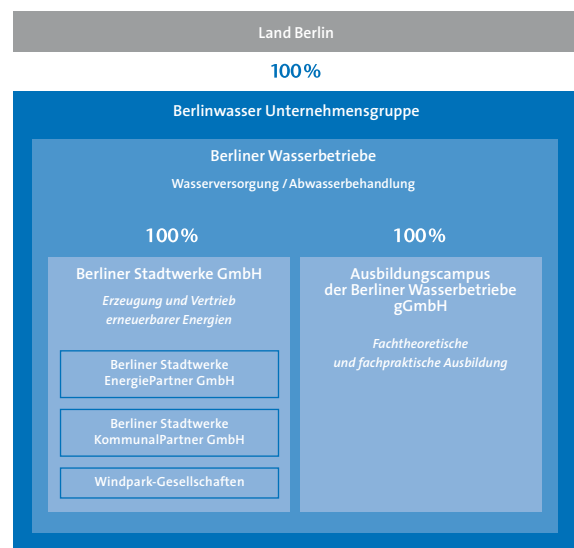 Land Berlin
100%
Berlinwasser Unternehmensgruppe
Berliner Wasserbetriebe
Wasserversorgung / Abwasserbehandlung
100%
Berliner Stadtwerke GmbH
Erzeugung und Vertrieb
erneuerbarer Energien
Berliner Stadtwerke
EnergiePartner GmbH
Berliner Stadtwerke
KommunalPartner GmbH
Windpark-Gesellschaften
100%
Ausbildungscampus
der Berliner Wasserbetriebe
gGmbH
Fachtheoretische
und fachpraktische Ausbildung